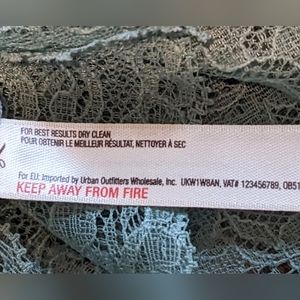 FOR BEST RESULTS DRY CLEAN
POUR OBTENIR LE MEILLEUR RÉSULTAT, NETTOYER À SEC
For EU: Imported by Urban Outfitters Wholesale, Inc. UKW1W8AN, VAT# 123456789, OB51
KEEP AWAY FROM FIRE